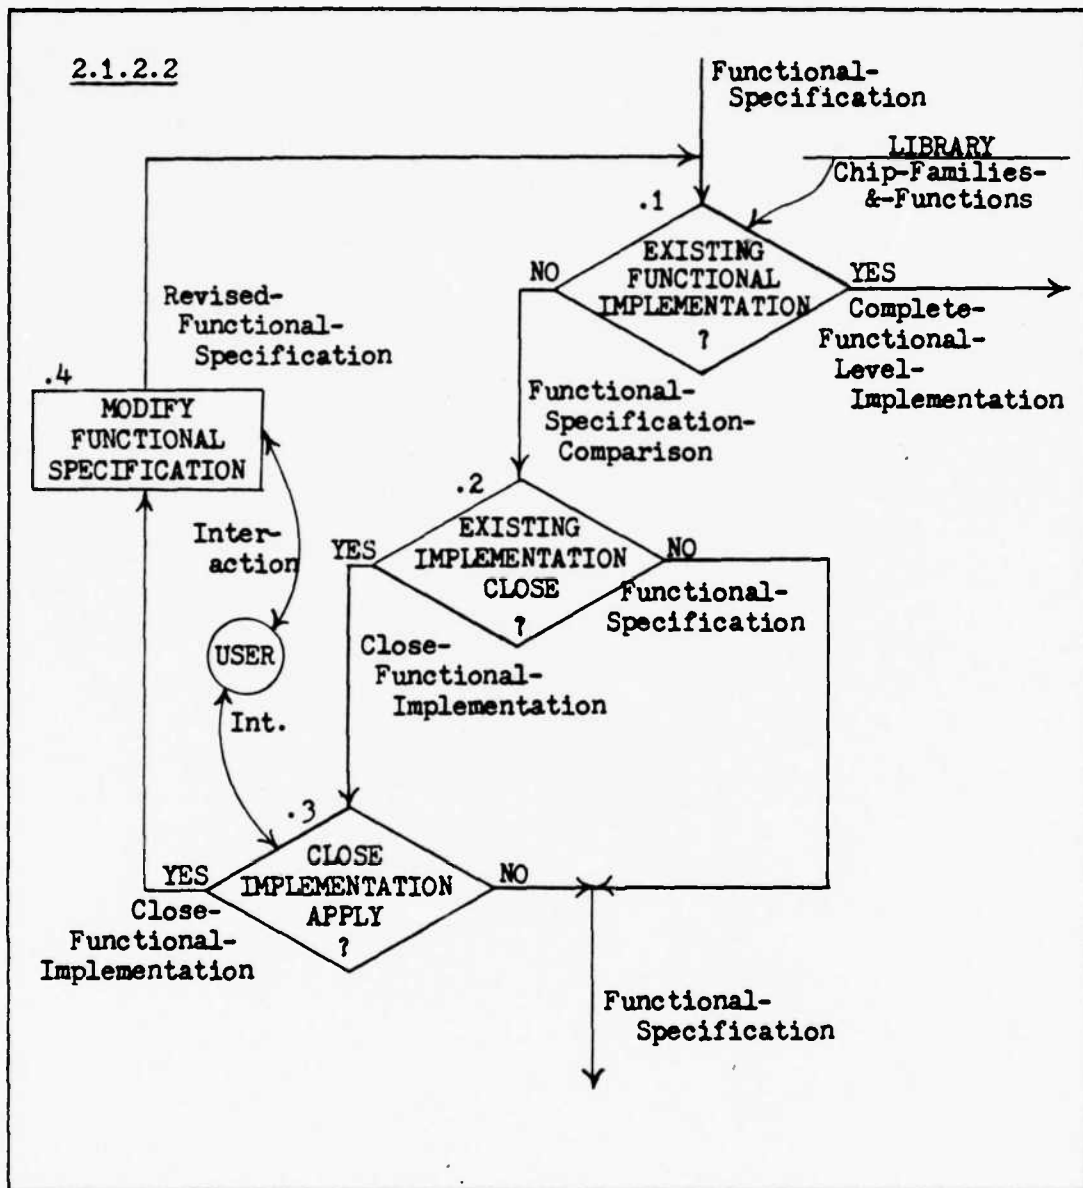 2.1.2.2
Functional-
Specification
LIBRARY
Chip-Families-
&-Functions
.1
EXISTING
FUNCTIONAL
IMPLEMENTATION
?
NO
YES
Complete-
Functional-
Level-
Implementation
Revised-
Functional-
Specification
.4
MODIFY
FUNCTIONAL
SPECIFICATION
Functional-
Specification-
Comparison
.2
EXISTING
IMPLEMENTATION
CLOSE
?
YES
NO
Functional-
Specification
Inter-
action
USER
Int.
Close-
Functional-
Implementation
.3
CLOSE
IMPLEMENTATION
APPLY
?
YES
NO
Close-
Functional-
Implementation
Functional-
Specification